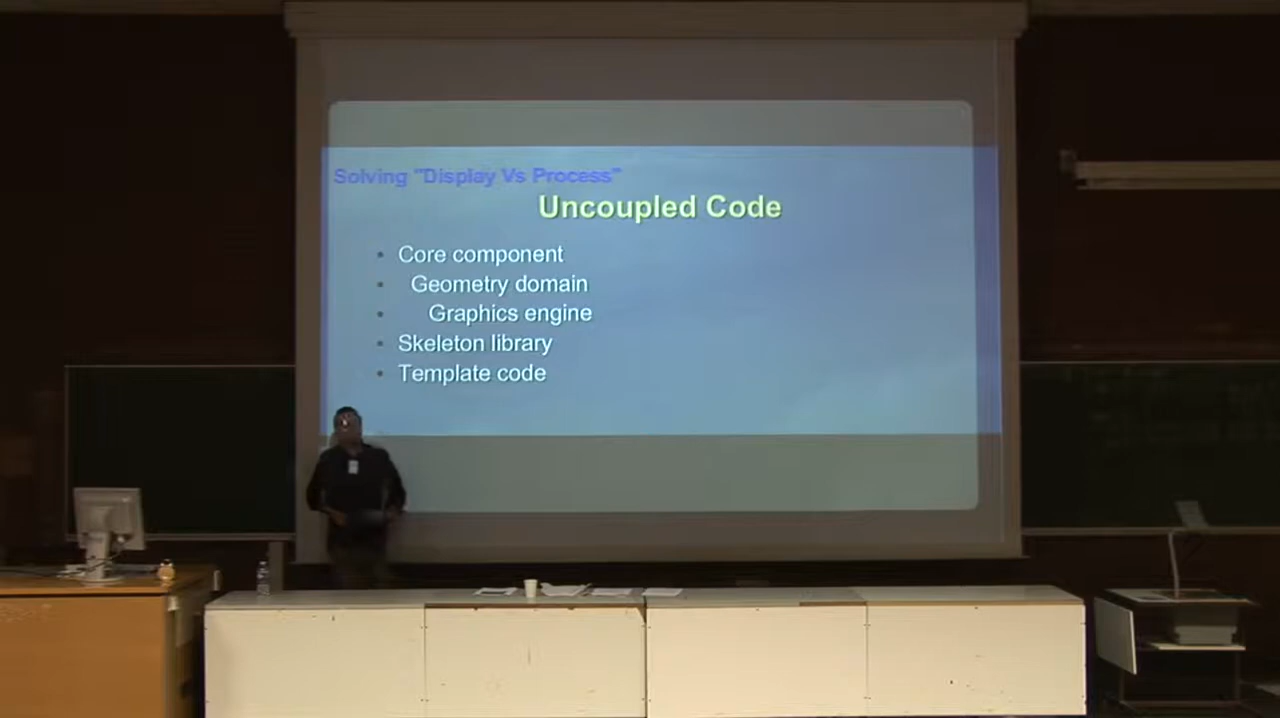 Solving "Display Vs Process"
Uncoupled Code
• Core component
• Geometry domain
• Graphics engine
• Skeleton library
• Template code